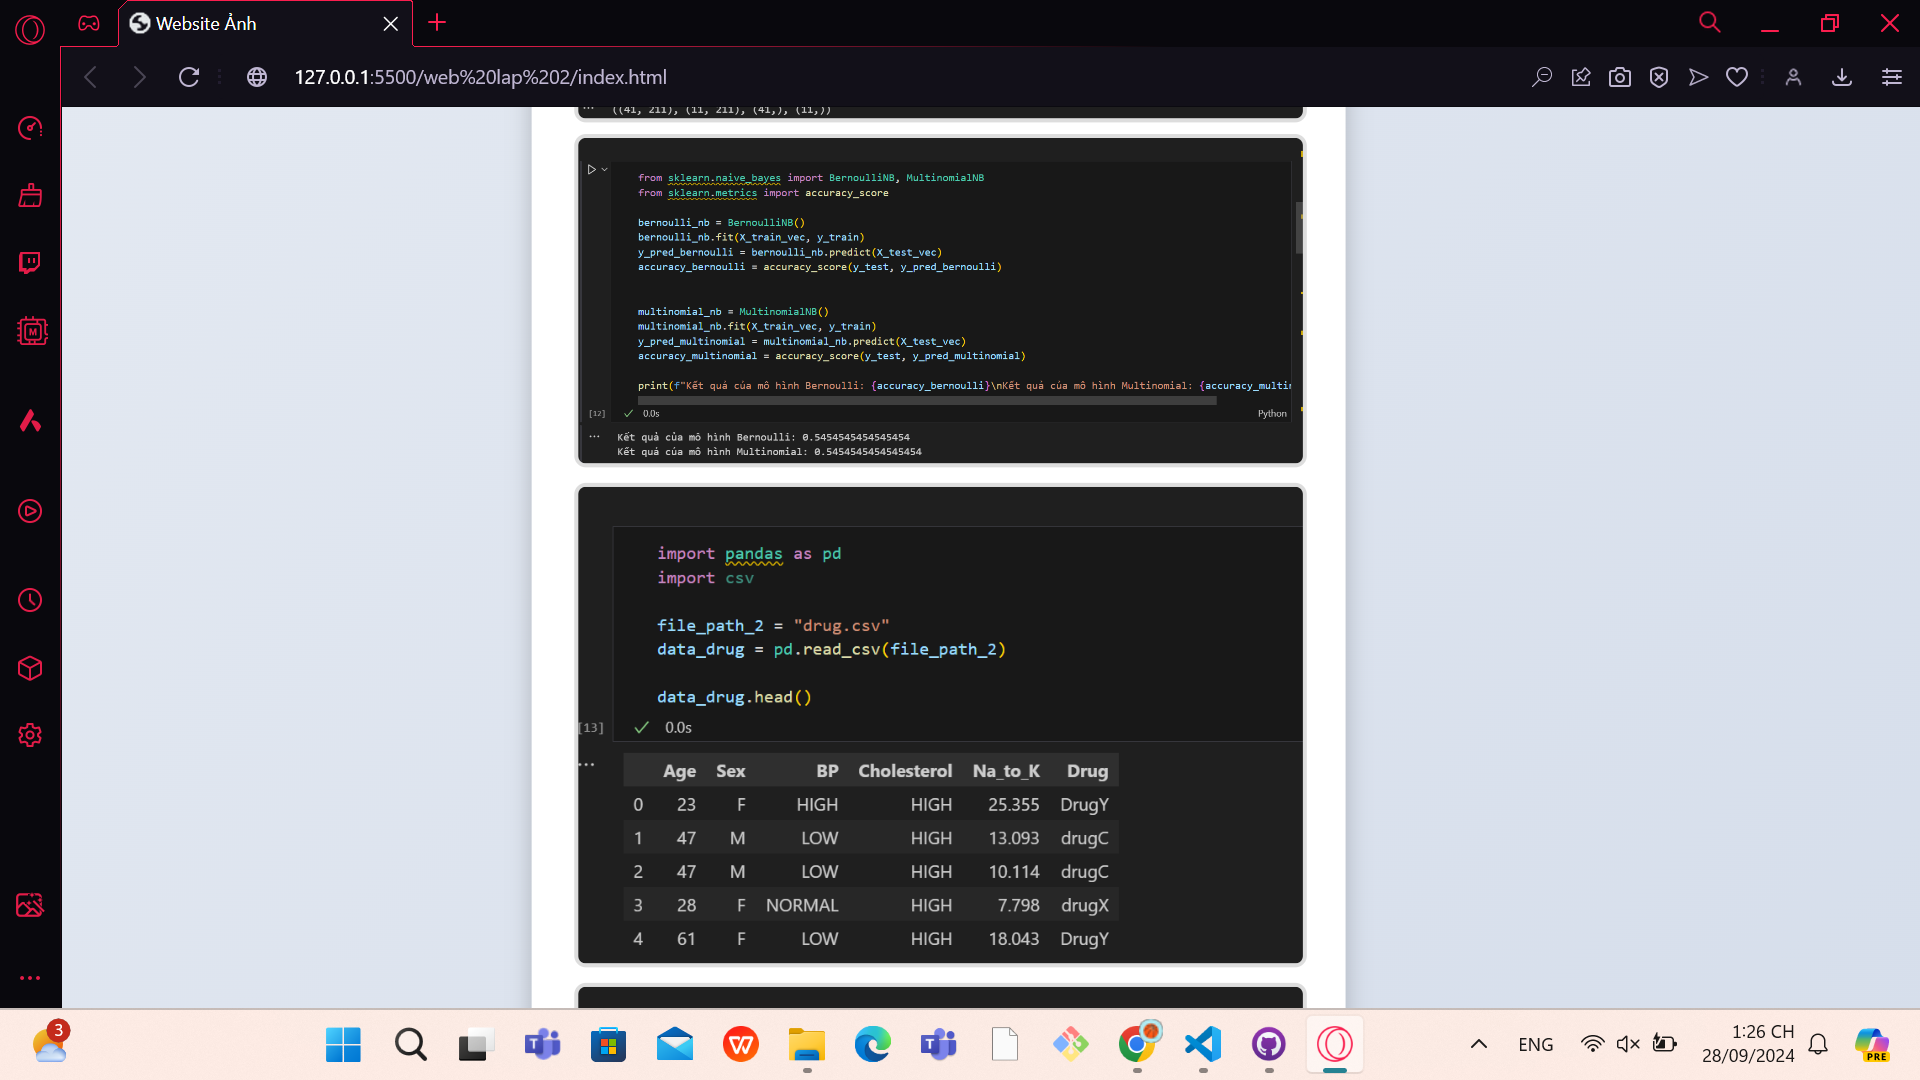 Website Ảnh
127.0.0.1:5500/web%20lap%202/index.html
((41, 211), (11, 211), (41,), (11,))
from sklearn.naive_bayes import BernoulliNB, MultinomialNB
from sklearn.metrics import accuracy_score
bernoulli_nb = BernoulliNB()
bernoulli_nb.fit(X_train_vec, y_train)
y_pred_bernoulli = bernoulli_nb.predict(X_test_vec)
accuracy_bernoulli = accuracy_score(y_test, y_pred_bernoulli)
multinomial_nb = MultinomialNB()
multinomial_nb.fit(X_train_vec, y_train)
y_pred_multinomial = multinomial_nb.predict(X_test_vec)
accuracy_multinomial = accuracy_score(y_test, y_pred_multinomial)
print(f"Kết quả của mô hình Bernoulli: {accuracy_bernoulli}\nKết quả của mô hình Multinomial: {accuracy_multin
[12] 0.0s Python
... Kết quả của mô hình Bernoulli: 0.5454545454545454
Kết quả của mô hình Multinomial: 0.5454545454545454
import pandas as pd
import csv
file_path_2 = "drug.csv"
data_drug = pd.read_csv(file_path_2)
data_drug.head()
[13] 0.0s
...
Age Sex BP Cholesterol Na_to_K Drug
0 23 F HIGH HIGH 25.355 DrugY
1 47 M LOW HIGH 13.093 drugC
2 47 M LOW HIGH 10.114 drugC
3 28 F NORMAL HIGH 7.798 drugX
4 61 F LOW HIGH 18.043 DrugY
3
ENG
1:26 CH
28/09/2024
PRE